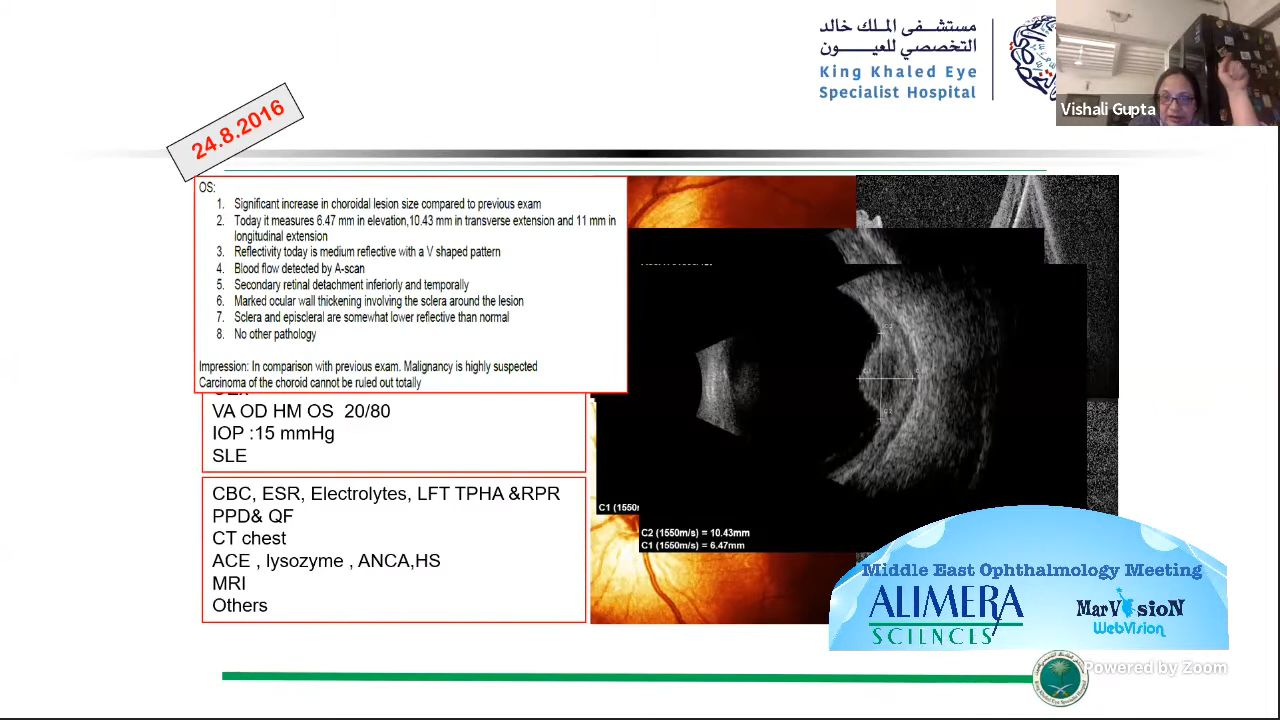 مستشفى الملك خالد
التخصصي للعيون
King Khaled Eye
Specialist Hospital
Vishali Gupta
24.8.2016
OS:
1. Significant increase in choroidal lesion size compared to previous exam
2. Today it measures 6.47 mm in elevation,10.43 mm in transverse extension and 11 mm in
longitudinal extension
3. Reflectivity today is medium reflective with a V shaped pattern
4. Blood flow detected by A-scan
5. Secondary retinal detachment inferiorly and temporally
6. Marked ocular wall thickening involving the sclera around the lesion
7. Sclera and episcleral are somewhat lower reflective than normal
8. No other pathology
Impression: In comparison with previous exam. Malignancy is highly suspected
Carcinoma of the choroid cannot be ruled out totally
VA OD HM OS 20/80
IOP :15 mmHg
SLE
CBC, ESR, Electrolytes, LFT TPHA &RPR
PPD& QF
CT chest
ACE , lysozyme , ANCA,HS
MRI
Others
C1 (1550
C2 (1550m/s) = 10.43mm
C1 (1550m/s) = 6.47mm
Middle East Ophthalmology Meeting
ALIMERA
SCIENCES
MarVisioN
WebVision
Powered by Zoom